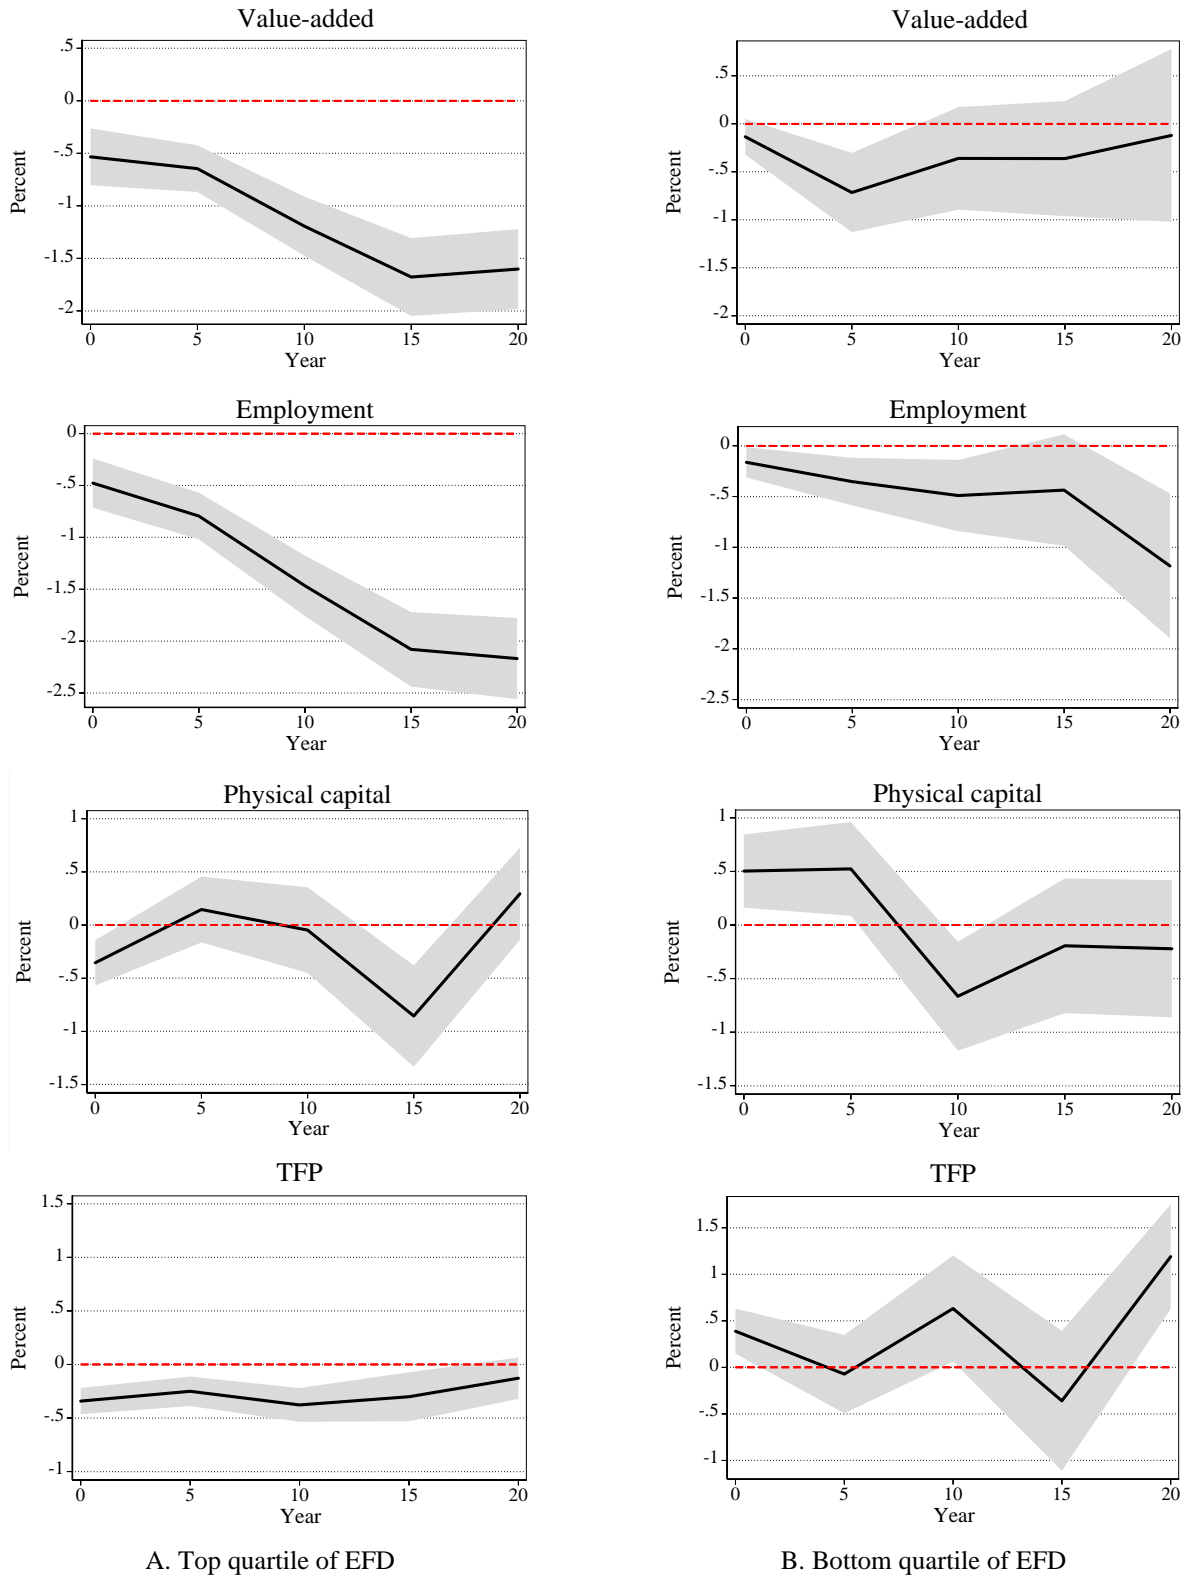 Value-added
.5
0
-.5
-1
-1.5
-2
Percent
0 5 10 15 20
Year
Value-added
.5
0
-.5
-1
-1.5
-2
Percent
0 5 10 15 20
Year
Employment
0
-.5
-1
-1.5
-2
-2.5
Percent
0 5 10 15 20
Year
Employment
0
-.5
-1
-1.5
-2
-2.5
Percent
0 5 10 15 20
Year
Physical capital
1
.5
0
-.5
-1
-1.5
Percent
0 5 10 15 20
Year
Physical capital
1
.5
0
-.5
-1
-1.5
Percent
0 5 10 15 20
Year
TFP
1.5
1
.5
0
-.5
-1
Percent
0 5 10 15 20
Year
TFP
1.5
1
.5
0
-.5
-1
Percent
0 5 10 15 20
Year
A. Top quartile of EFD
B. Bottom quartile of EFD